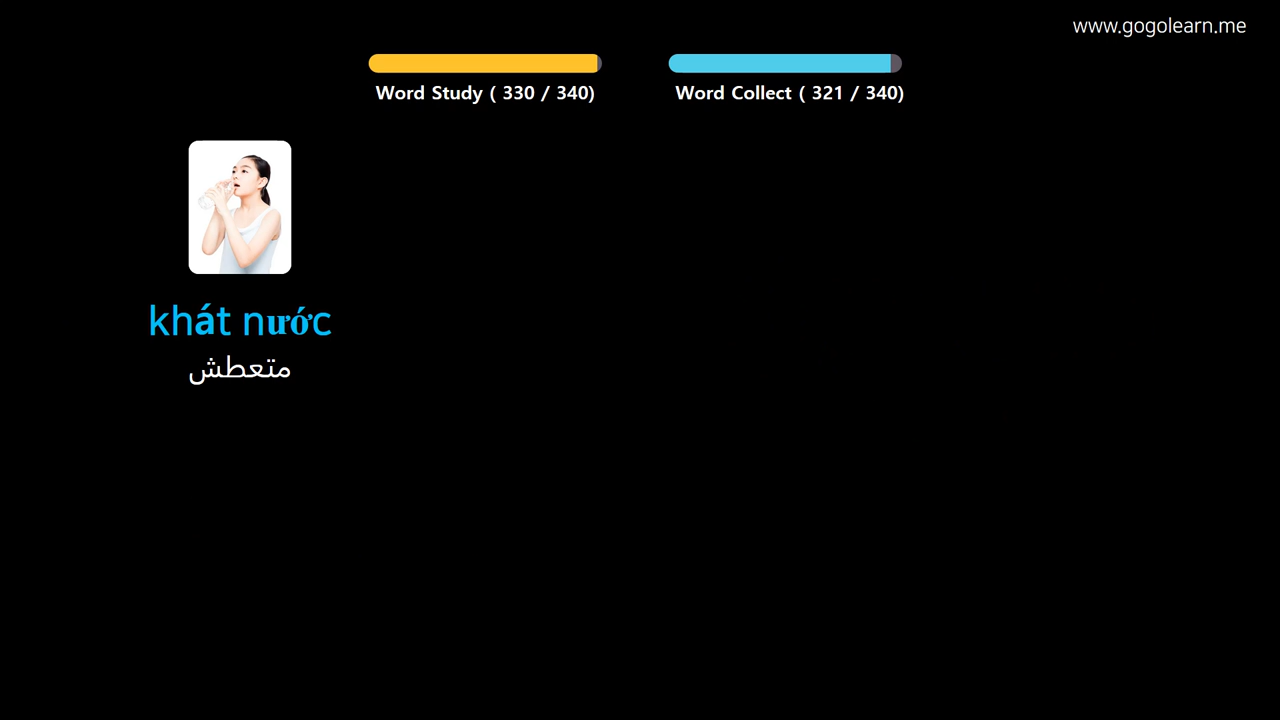 www.gogolearn.me
Word Study ( 330 / 340)
Word Collect ( 321 / 340)
khát nước
متعطش